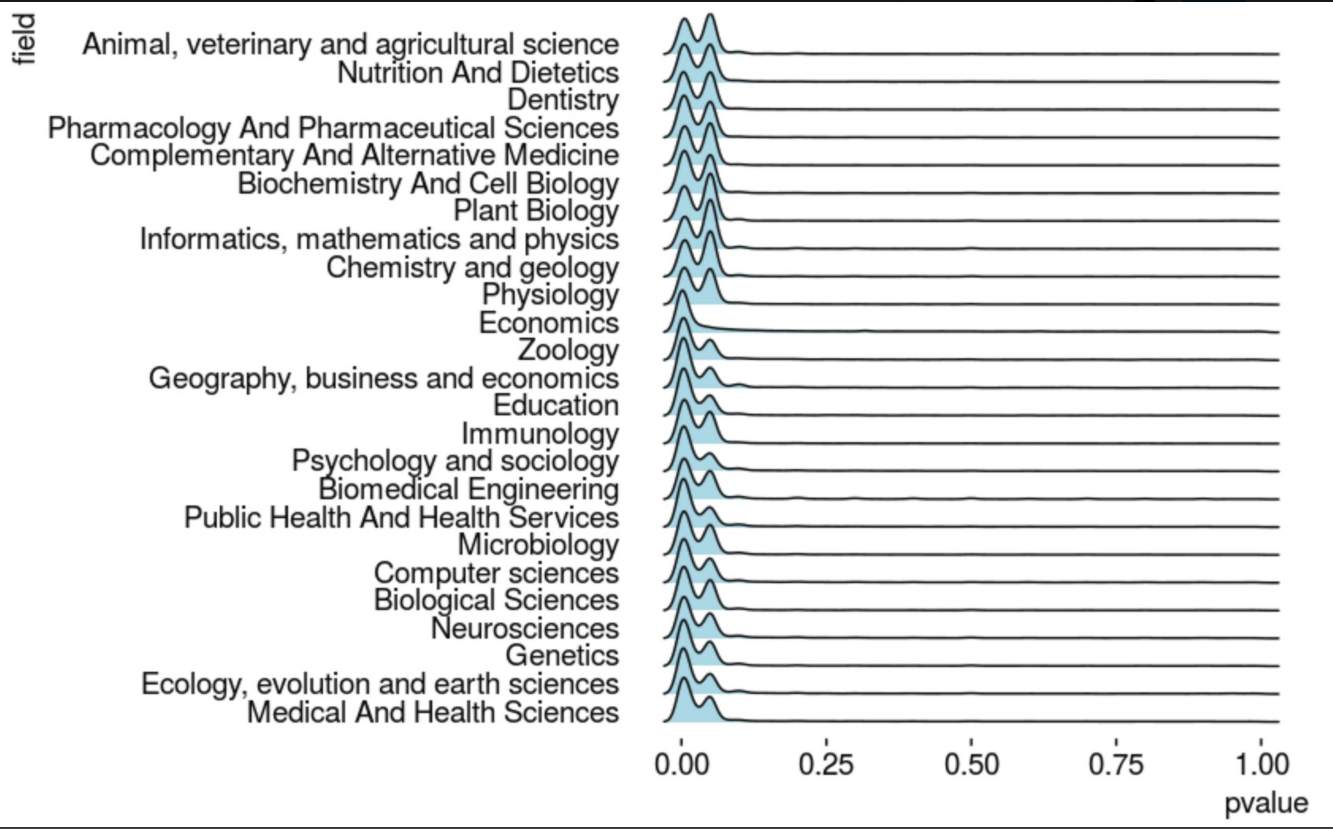 field
Animal, veterinary and agricultural science
Nutrition And Dietetics
Dentistry
Pharmacology And Pharmaceutical Sciences
Complementary And Alternative Medicine
Biochemistry And Cell Biology
Plant Biology
Informatics, mathematics and physics
Chemistry and geology
Physiology
Economics
Zoology
Geography, business and economics
Education
Immunology
Psychology and sociology
Biomedical Engineering
Public Health And Health Services
Microbiology
Computer sciences
Biological Sciences
Neurosciences
Genetics
Ecology, evolution and earth sciences
Medical And Health Sciences
0.00 0.25 0.50 0.75 1.00
pvalue